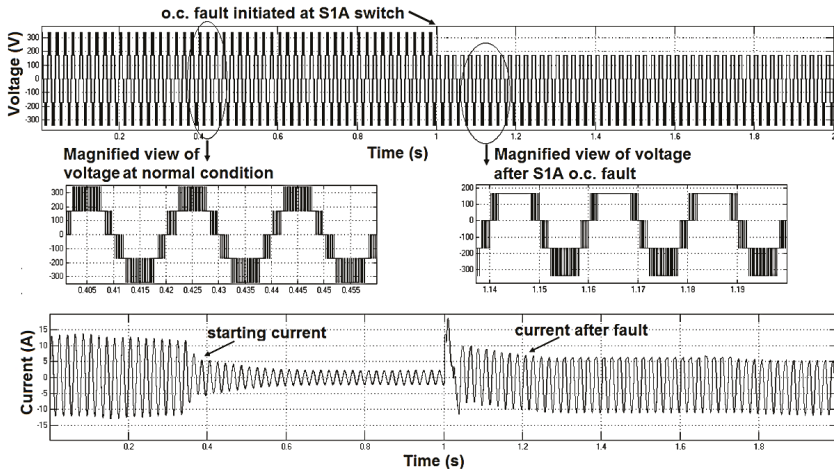 o.c. fault initiated at S1A switch
Voltage (V)
300
200
100
0
-100
-200
-300
0.2 0.4 0.6 0.8 1 1.2 1.4 1.6 1.8 2
Time (s)
Magnified view of
voltage at normal condition
Magnified view of voltage
after S1A o.c. fault
300
200
100
0
-100
-200
-300
0.405 0.41 0.415 0.42 0.425 0.43 0.435 0.44 0.445 0.45 0.455
200
100
0
-100
-200
-300
1.14 1.15 1.16 1.17 1.18 1.19
starting current
current after fault
Current (A)
15
10
5
0
-5
-10
-15
0.2 0.4 0.6 0.8 1 1.2 1.4 1.6 1.8 2
Time (s)